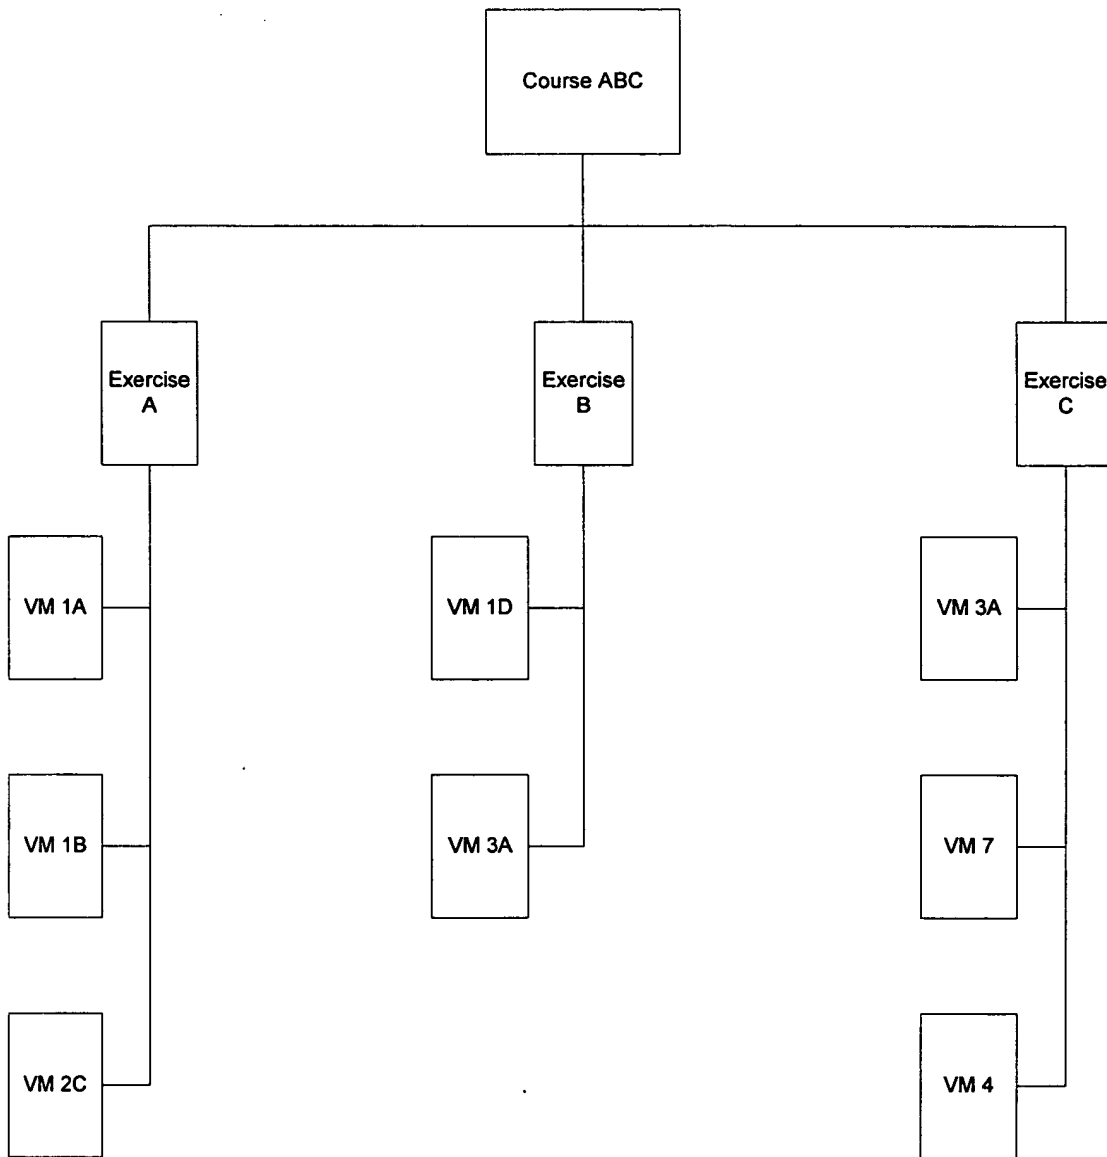 Course ABC
Exercise
A
Exercise
B
Exercise
C
VM 1A
VM 1D
VM 3A
VM 1B
VM 3A
VM 7
VM 2C
VM 4